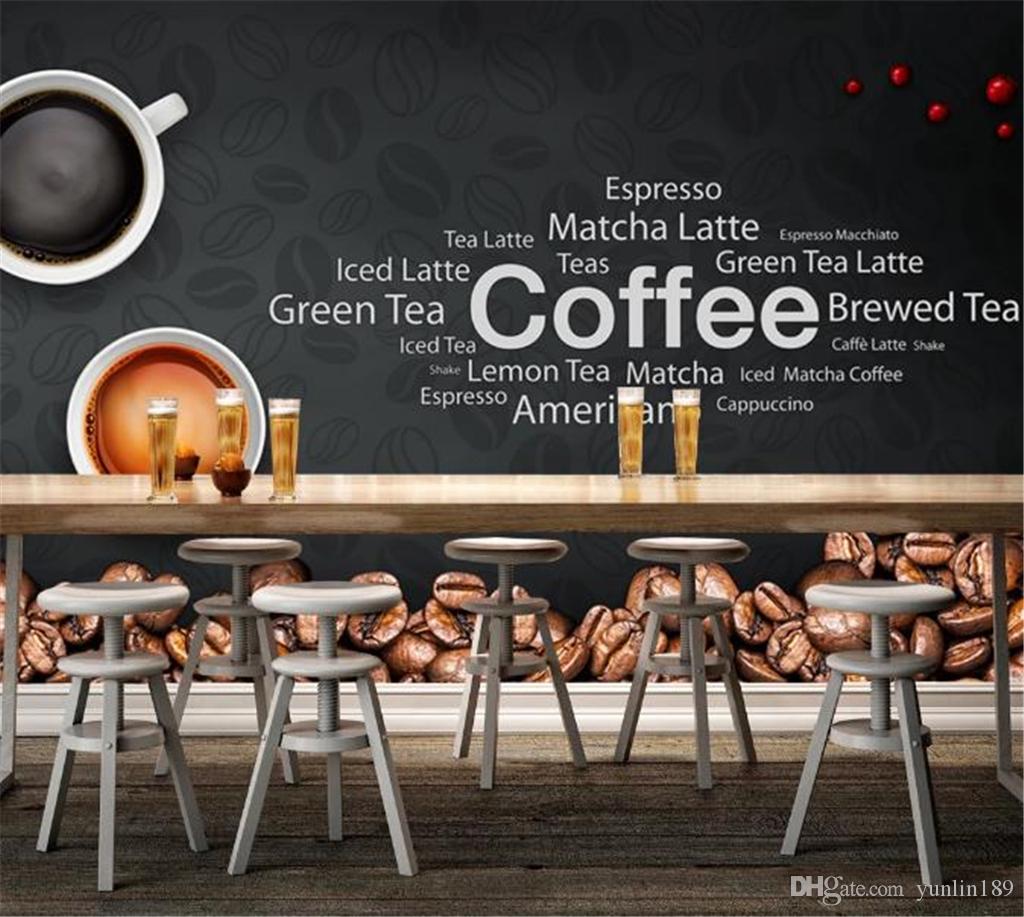 Espresso
Matcha Latte
Tea Latte
Espresso Macchiato
Iced Latte
Teas
Green Tea Latte
Green Tea
Coffee
Brewed Tea
Iced Tea
Caffè Latte
Shake
Shake
Lemon Tea
Matcha
Iced Matcha Coffee
Espresso
Cappuccino
DHgate.com yunlin189